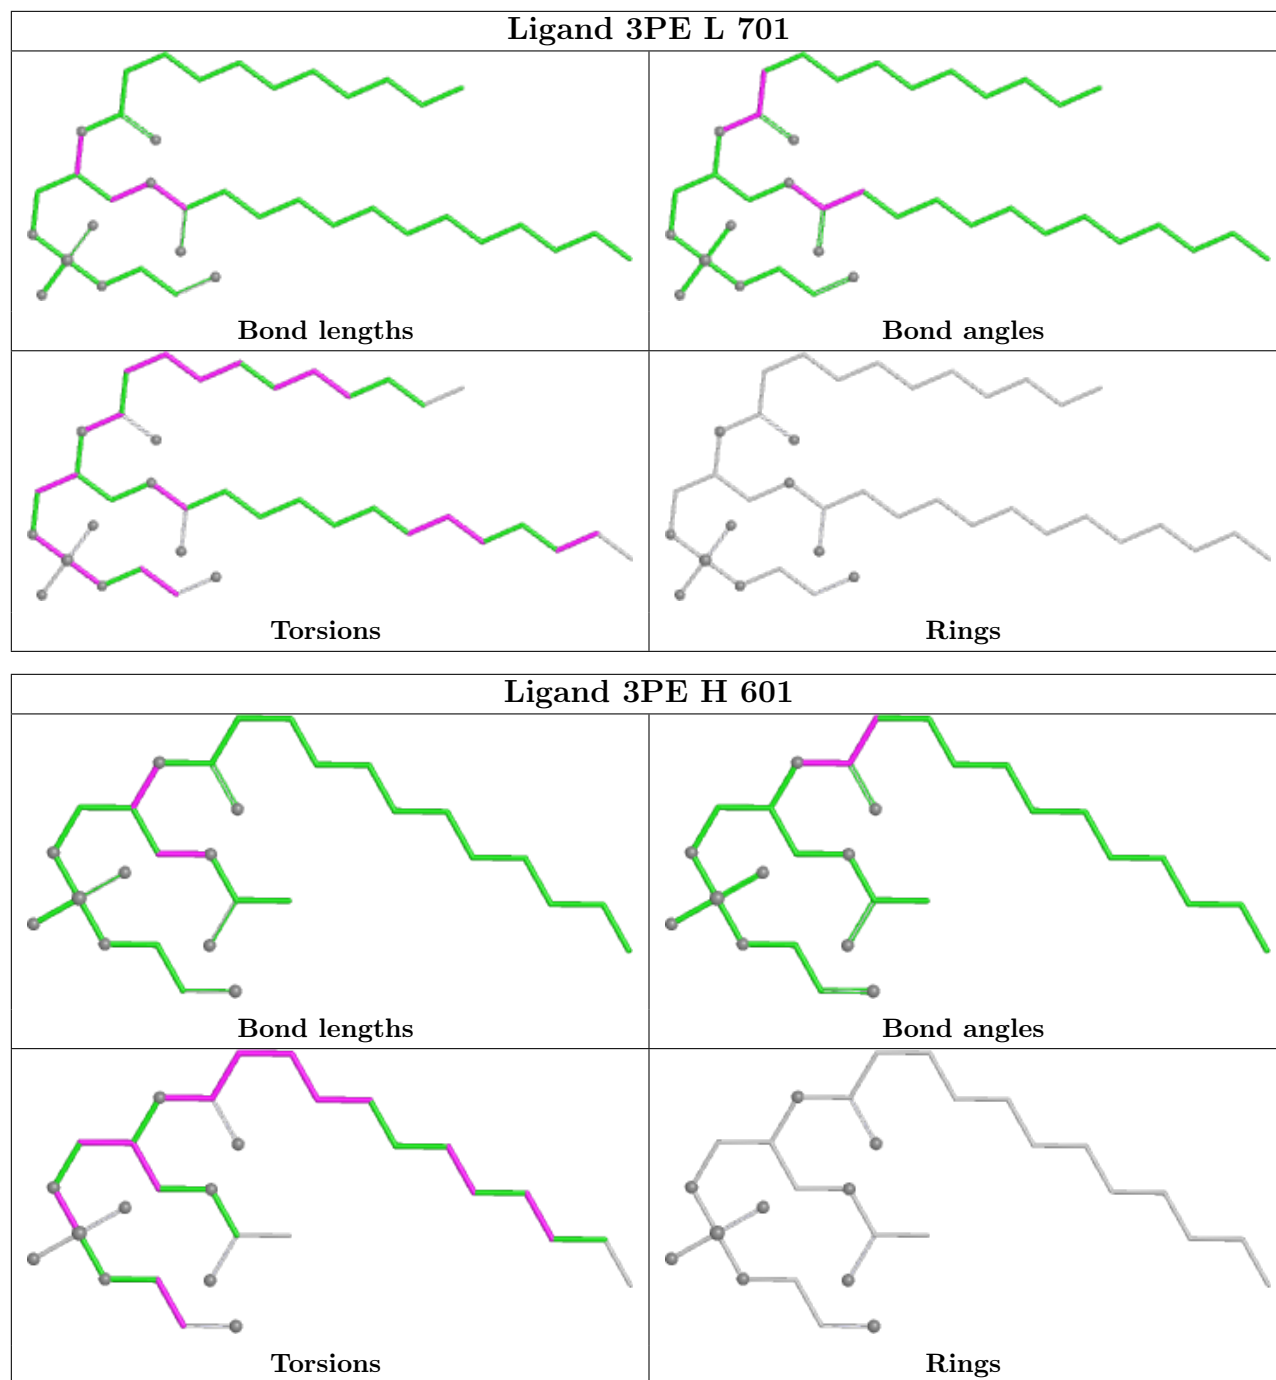 Ligand 3PE L 701
Bond lengths
Bond angles
Torsions
Rings
Ligand 3PE H 601
Bond lengths
Bond angles
Torsions
Rings